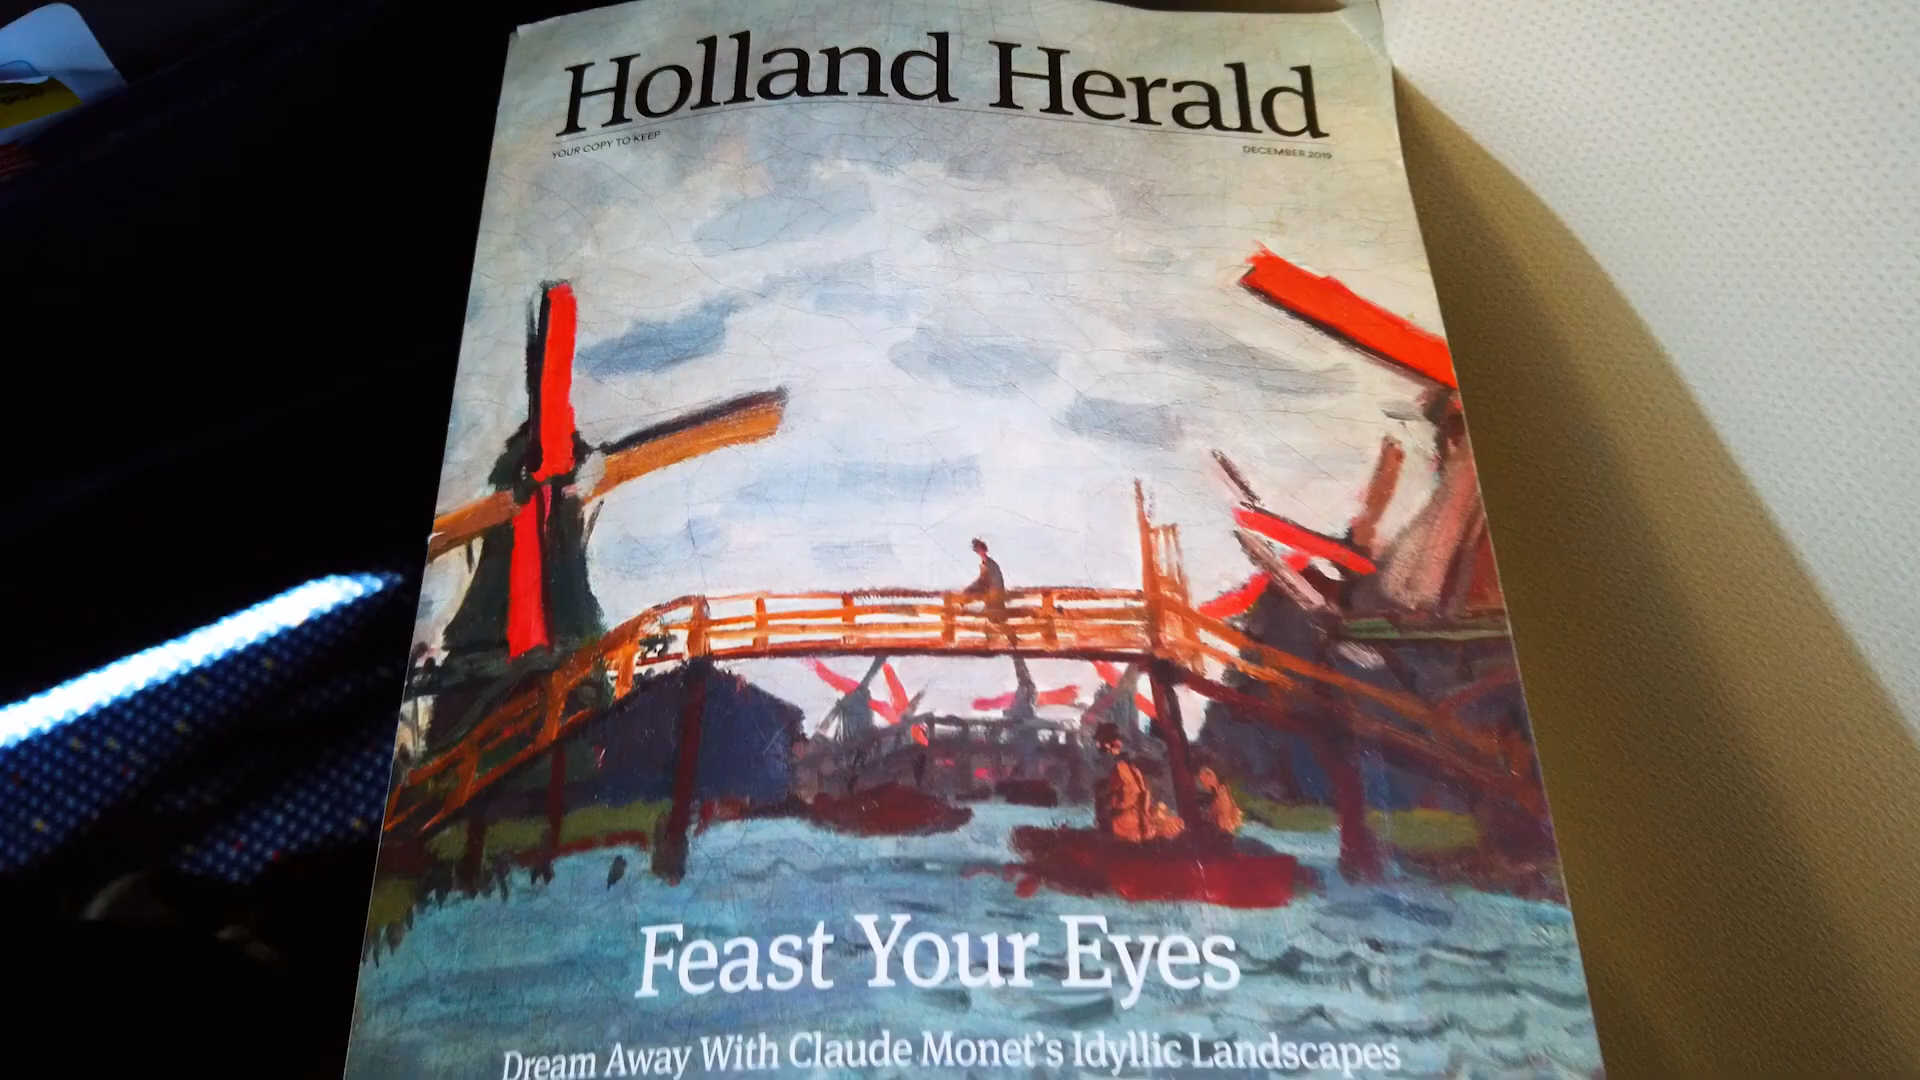 Holland Herald
YOUR COPY TO KEEP
DECEMBER 2019
Feast Your Eyes
Dream Away With Claude Monet's Idyllic Landscapes